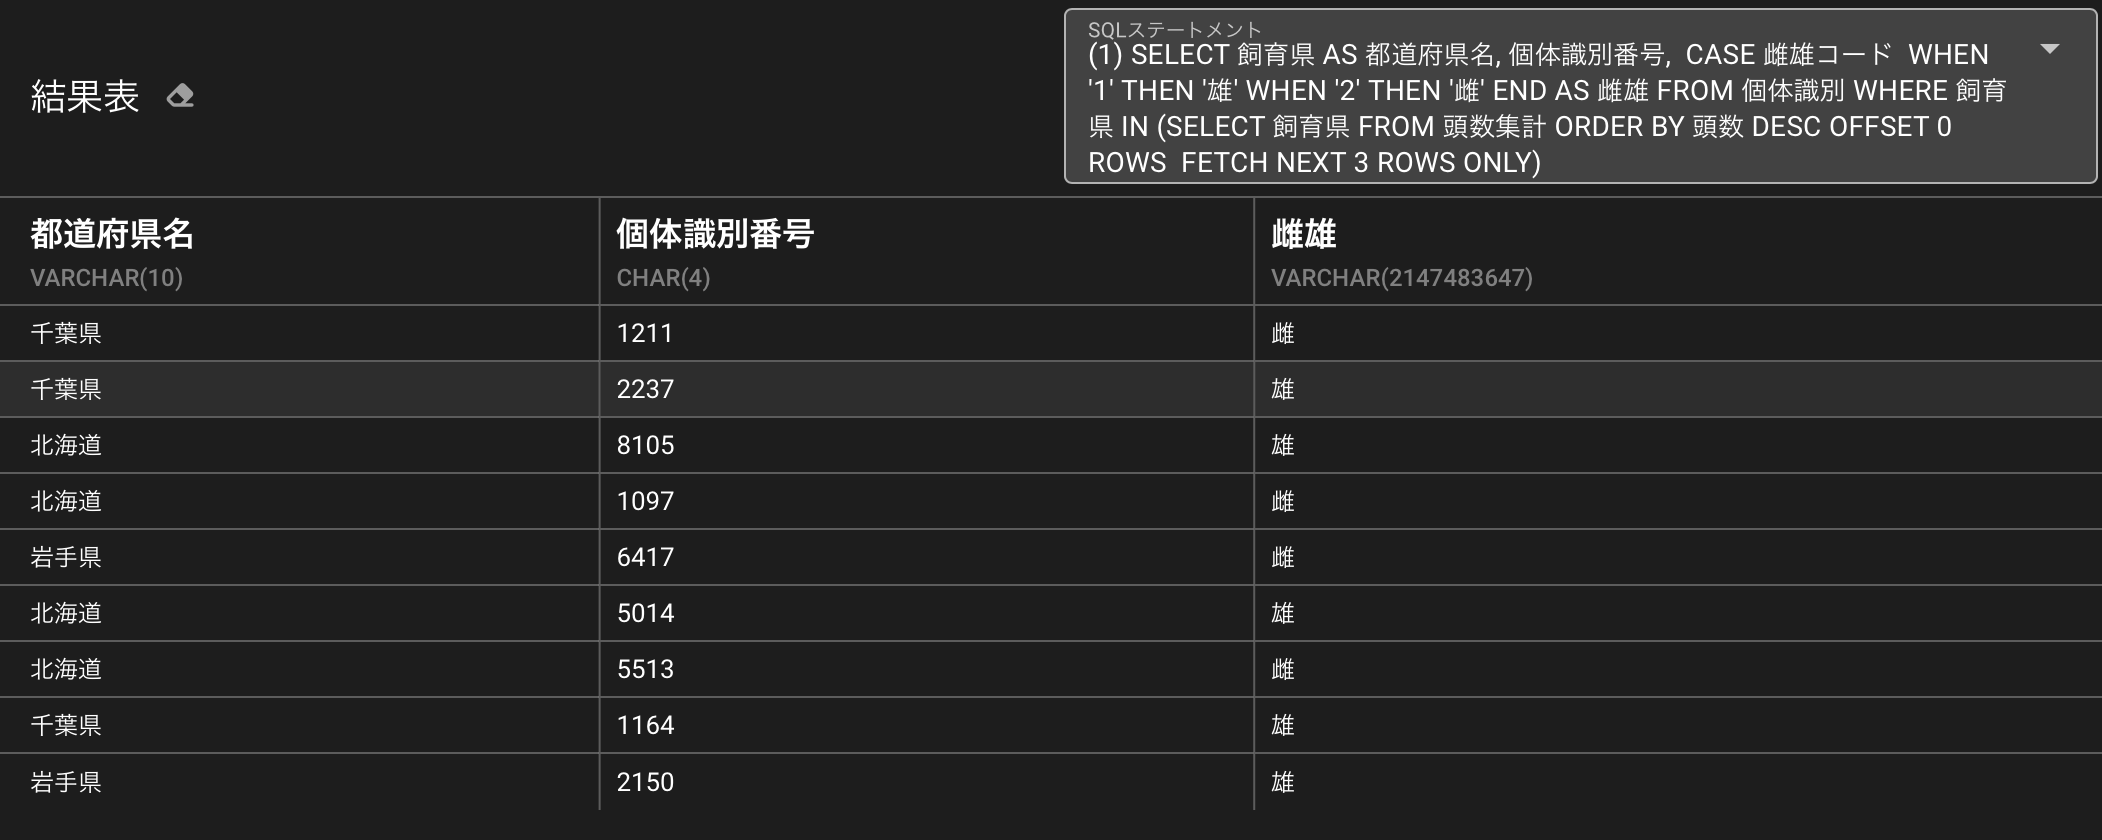 結果表
SQLステートメント
(1) SELECT 飼育県 AS 都道府県名, 個体識別番号,  CASE 雌雄コード  WHEN
'1' THEN '雄' WHEN '2' THEN '雌' END AS 雌雄 FROM 個体識別 WHERE 飼育
県 IN (SELECT 飼育県 FROM 頭数集計 ORDER BY 頭数 DESC OFFSET 0
ROWS  FETCH NEXT 3 ROWS ONLY)
都道府県名 個体識別番号 雌雄
VARCHAR(10) CHAR(4) VARCHAR(2147483647)
千葉県 1211 雌
千葉県 2237 雄
北海道 8105 雄
北海道 1097 雌
岩手県 6417 雌
北海道 5014 雄
北海道 5513 雌
千葉県 1164 雄
岩手県 2150 雄